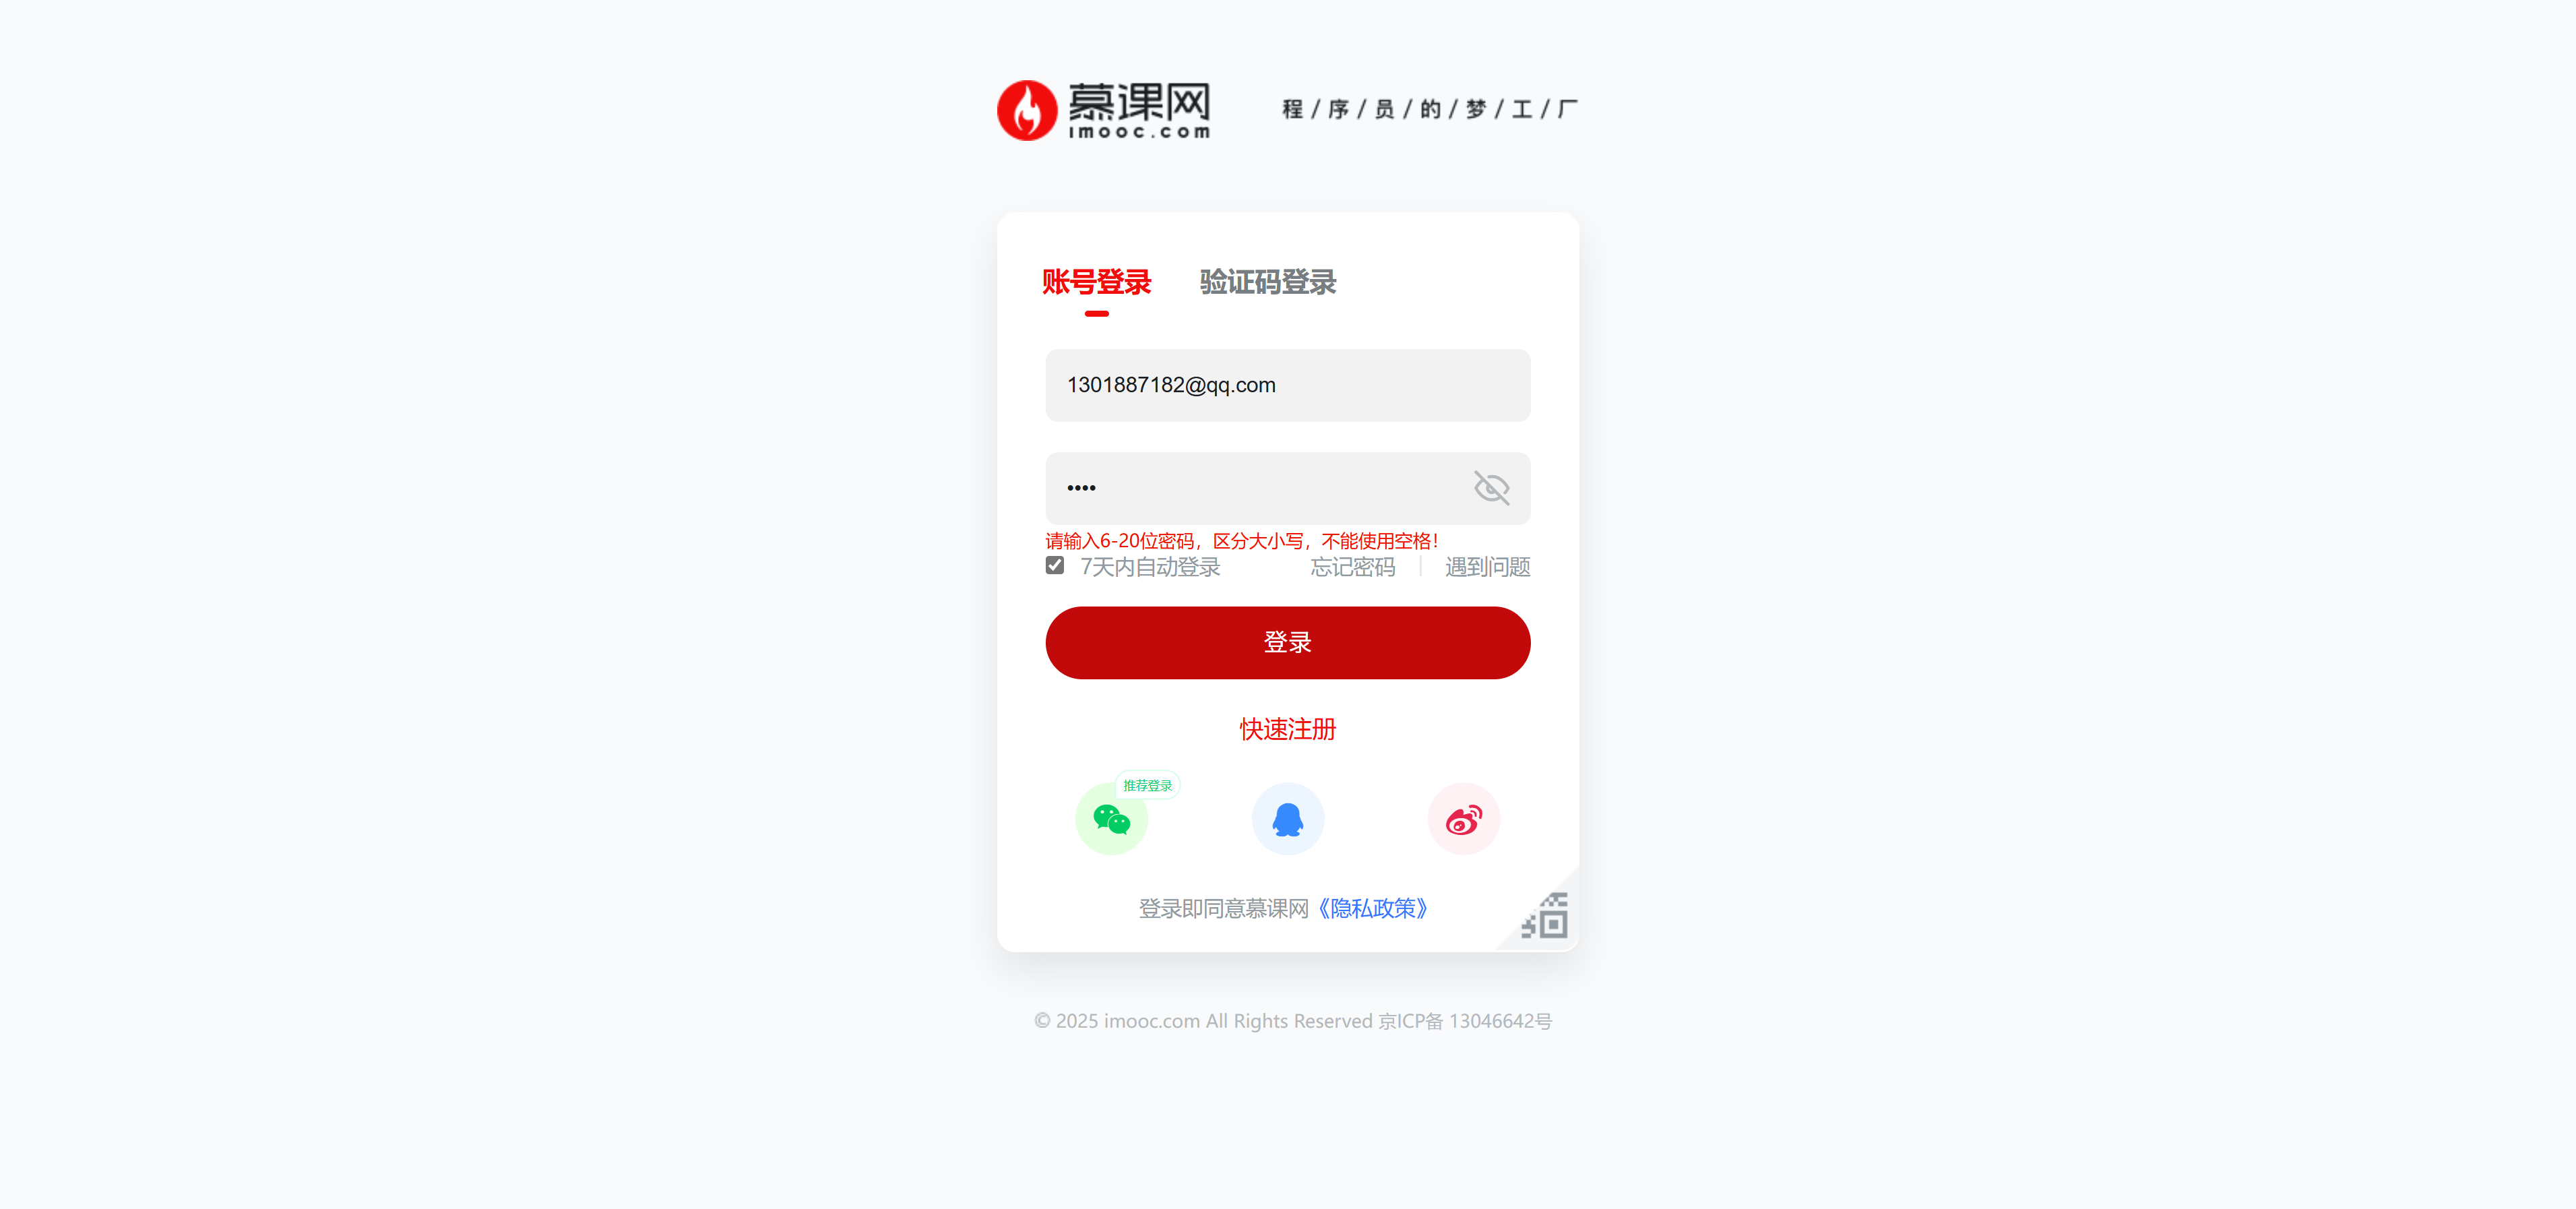 慕课网
imooc.com
程/序/员/的/梦/工/厂
账号登录 验证码登录
1301887182@qq.com
••••
请输入6-20位密码，区分大小写，不能使用空格！
7天内自动登录 忘记密码 遇到问题
登录
快速注册
推荐登录
登录即同意慕课网《隐私政策》
© 2025 imooc.com All Rights Reserved 京ICP备 13046642号